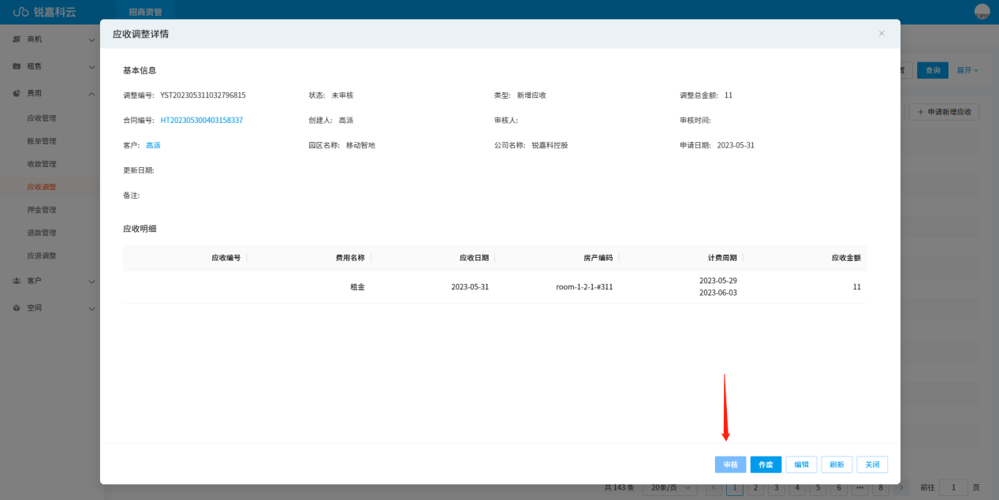 锐嘉科云
招商资管
商机
租售
费用
应收管理
账单管理
收款管理
应收调整
押金管理
退款管理
应退调整
客户
空间
应收调整详情
基本信息
调整编号: YST202305311032796815 状态: 未审核 类型: 新增应收 调整总金额: 11
合同编号: HT202305300403158337 创建人: 高派 审核人: 审核时间:
客户: 高派 园区名称: 移动智地 公司名称: 锐嘉科控股 申请日期: 2023-05-31
更新日期:
备注:
应收明细
应收编号 费用名称 应收日期 房产编码 计费周期 应收金额
租金 2023-05-31 room-1-2-1-#311 2023-05-29 11
2023-06-03
审核 作废 编辑 刷新 关闭
查询 展开
+ 申请新增应收
共 143 条 20条/页 1 2 3 4 5 6 ••• 8 前往 1 页